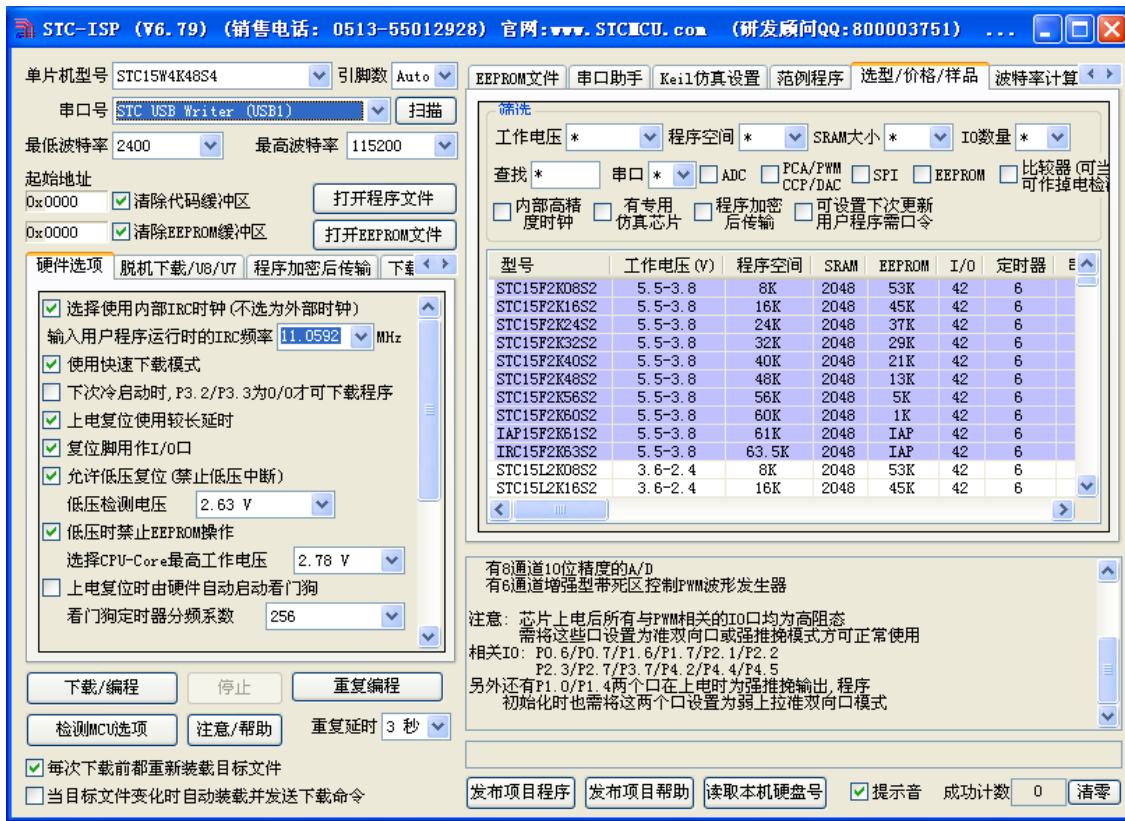 STC-ISP (V6.79) (销售电话: 0513-55012928) 官网:www.STCMCU.com (研发顾问QQ:800003751) ...
单片机型号 STC15W4K48S4 引脚数 Auto
串口号 STC USB Writer (USB1) 扫描
最低波特率 2400 最高波特率 115200
起始地址
0x0000 清除代码缓冲区 打开程序文件
0x0000 清除EEPROM缓冲区 打开EEPROM文件
硬件选项 脱机下载/U8/U7 程序加密后传输 下载
选择使用内部IRC时钟(不选为外部时钟)
输入用户程序运行时的IRC频率 11.0592 MHz
使用快速下载模式
下次冷启动时,P3.2/P3.3为0/0才可下载程序
上电复位使用较长延时
复位脚用作I/O口
允许低压复位(禁止低压中断)
低压检测电压 2.63 V
低压时禁止EEPROM操作
选择CPU-Core最高工作电压 2.78 V
上电复位时由硬件自动启动看门狗
看门狗定时器分频系数 256
下载/编程 停止 重复编程
检测MCU选项 注意/帮助 重复延时 3 秒
每次下载前都重新装载目标文件
当目标文件变化时自动装载并发送下载命令
EEPROM文件 串口助手 Keil仿真设置 范例程序 选型/价格/样品 波特率计算
筛选
工作电压 * 程序空间 * SRAM大小 * IO数量 *
查找 * 串口 * ADC PCA/PWM SPI EEPROM 比较器(可当
CCP/DAC 可作掉电检
内部高精 有专用 程序加密 可设置下次更新
度时钟 仿真芯片 后传输 用户程序需口令
型号 工作电压(V) 程序空间 SRAM EEPROM I/O 定时器
STC15F2K08S2 5.5-3.8 8K 2048 53K 42 6
STC15F2K16S2 5.5-3.8 16K 2048 45K 42 6
STC15F2K24S2 5.5-3.8 24K 2048 37K 42 6
STC15F2K32S2 5.5-3.8 32K 2048 29K 42 6
STC15F2K40S2 5.5-3.8 40K 2048 21K 42 6
STC15F2K48S2 5.5-3.8 48K 2048 13K 42 6
STC15F2K56S2 5.5-3.8 56K 2048 5K 42 6
STC15F2K60S2 5.5-3.8 60K 2048 1K 42 6
IAP15F2K61S2 5.5-3.8 61K 2048 IAP 42 6
IRC15F2K63S2 5.5-3.8 63.5K 2048 IAP 42 6
STC15L2K08S2 3.6-2.4 8K 2048 53K 42 6
STC15L2K16S2 3.6-2.4 16K 2048 45K 42 6
有8通道10位精度的A/D
有6通道增强型带死区控制PWM波形发生器
注意: 芯片上电后所有与PWM相关的IO口均为高阻态
需将这些口设置为准双向口或强推挽模式方可正常使用
相关IO: P0.6/P0.7/P1.6/P1.7/P2.1/P2.2
P2.3/P2.7/P3.7/P4.2/P4.4/P4.5
另外还有P1.0/P1.4两个口在上电时为强推挽输出,程序
初始化时也需将这两个口设置为弱上拉准双向口模式
发布项目程序 发布项目帮助 读取本机硬盘号 提示音 成功计数 0 清零